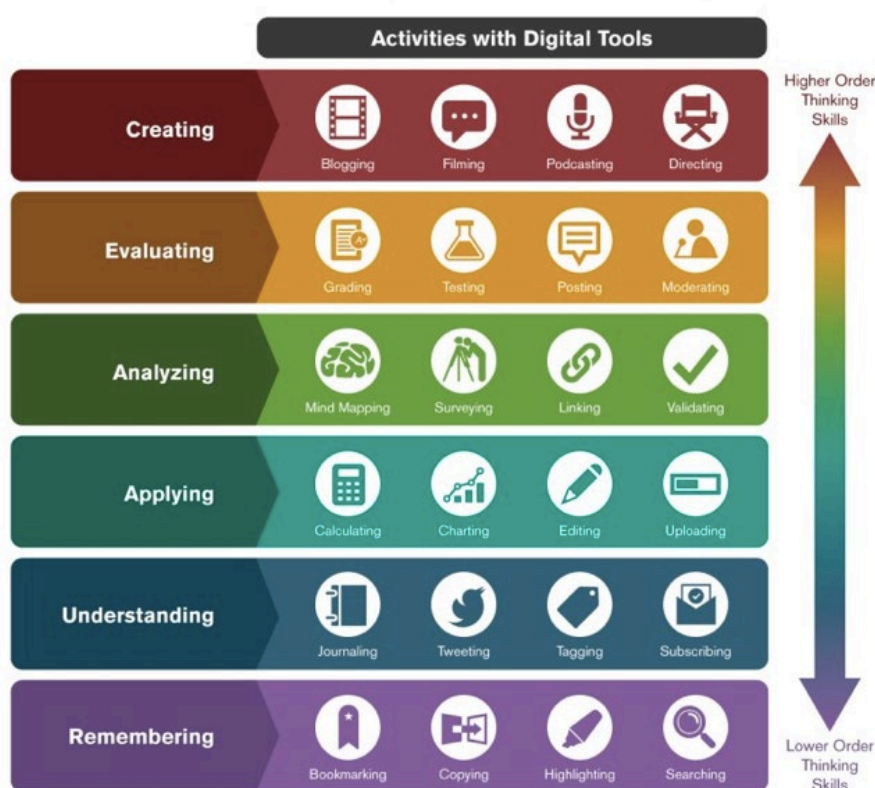 Activities with Digital Tools
Higher Order
Thinking
Skills
Creating
Blogging Filming Podcasting Directing
Evaluating
A+
Grading Testing Posting Moderating
Analyzing
Mind Mapping Surveying Linking Validating
Applying
Calculating Charting Editing Uploading
Understanding
Journaling Tweeting Tagging Subscribing
Remembering
Bookmarking Copying Highlighting Searching
Lower Order
Thinking
Skills